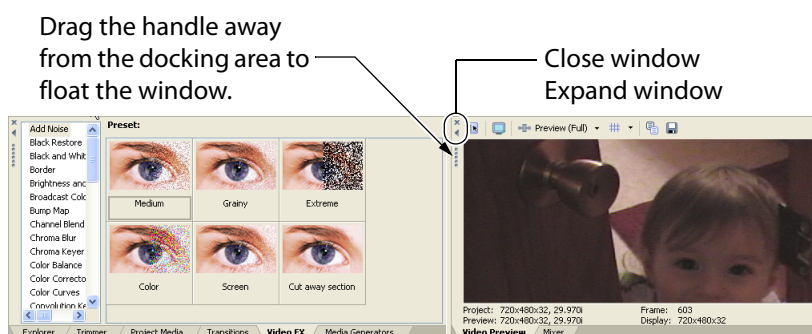 Drag the handle away
from the docking area to
float the window.
Close window
Expand window
Add Noise
Black Restore
Black and Whit
Border
Brightness and
Broadcast Colo
Bump Map
Channel Blend
Chroma Blur
Chroma Keyer
Color Balance
Color Correcto
Color Curves
Convolution Ke
Preset:
Medium
Grainy
Extreme
Color
Screen
Cut away section
Explorer
Trimmer
Project Media
Transitions
Video FX
Media Generators
Preview (Full)
Project: 720x480x32, 29.970i
Frame: 603
Preview: 720x480x32, 29.970i
Display: 720x480x32
Video Preview
Mixer